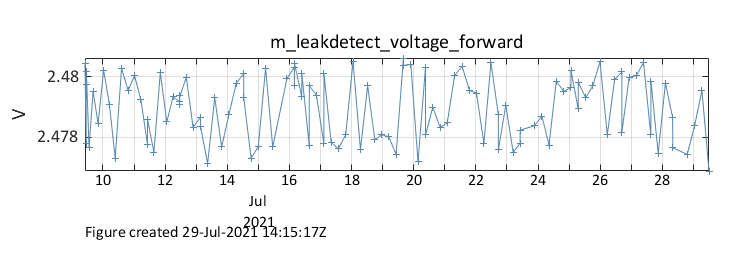 m_leakdetect_voltage_forward
2.48
V
2.478
10 12 14 16 18 20 22 24 26 28
Jul
2021
Figure created 29-Jul-2021 14:15:17Z